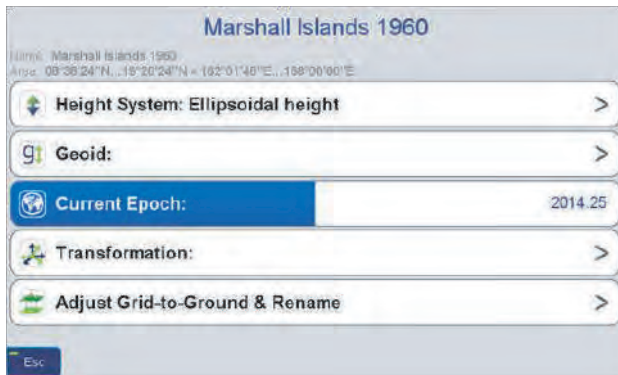 Marshall Islands 1960
Name: Marshall Islands 1960
Height System: Ellipsoidal height >
Geoid: >
Current Epoch: 2014.25
Transformation: >
Adjust Grid-to-Ground & Rename >
Esc